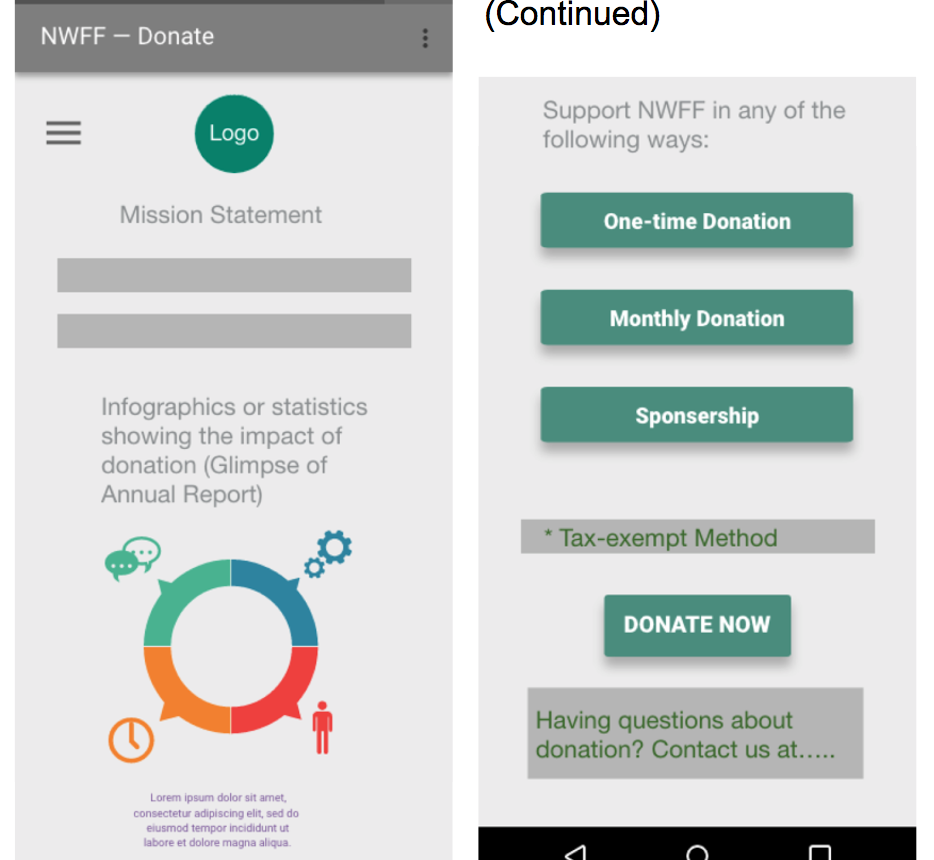 NWFF — Donate
Logo
Mission Statement
Infographics or statistics
showing the impact of
donation (Glimpse of
Annual Report)
Lorem ipsum dolor sit amet,
consectetur adipiscing elit, sed do
eiusmod tempor incididunt ut
labore et dolore magna aliqua.
(Continued)
Support NWFF in any of the
following ways:
One-time Donation
Monthly Donation
Sponsership
* Tax-exempt Method
DONATE NOW
Having questions about
donation? Contact us at.....